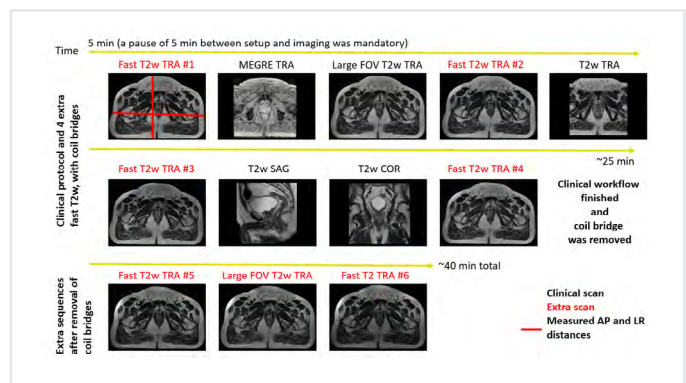 5 min (a pause of 5 min between setup and imaging was mandatory)
Time
Fast T2w TRA #1
MEGRE TRA
Large FOV T2w TRA
Fast T2w TRA #2
T2w TRA
Clinical protocol and 4 extra
fast T2w, with coil bridges
~25 min
Fast T2w TRA #3
T2w SAG
T2w COR
Fast T2w TRA #4
Clinical workflow
finished
and
coil bridge
was removed
~40 min total
Extra sequences
after removal of
coil bridges
Fast T2w TRA #5
Large FOV T2w TRA
Fast T2 TRA #6
Clinical scan
Extra scan
Measured AP and LR
distances